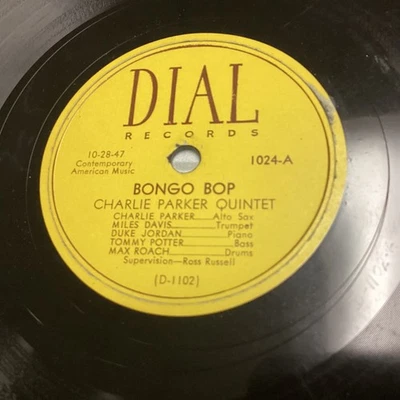 DIAL
RECORDS
10-28-47
Contemporary
American Music
1024-A
BONGO BOP
CHARLIE PARKER QUINTET
CHARLIE PARKER......Alto Sax
MILES DAVIS............Trumpet
DUKE JORDAN............Piano
TOMMY POTTER............Bass
MAX ROACH............Drums
Supervision—Ross Russell
(D-1102)